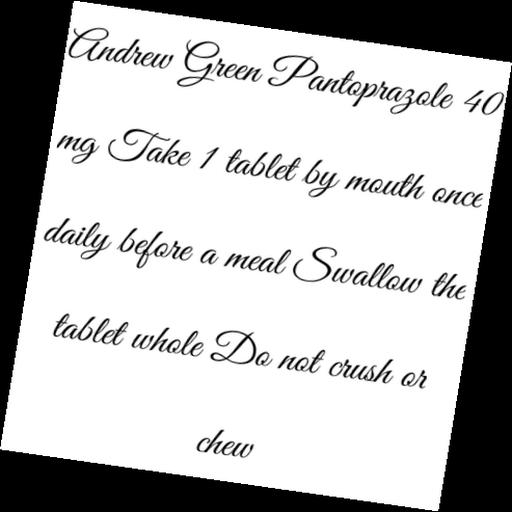 Andrew Green Pantoprazole 40
mg Take 1 tablet by mouth once
daily before a meal Swallow the
tablet whole Do not crush or
chew